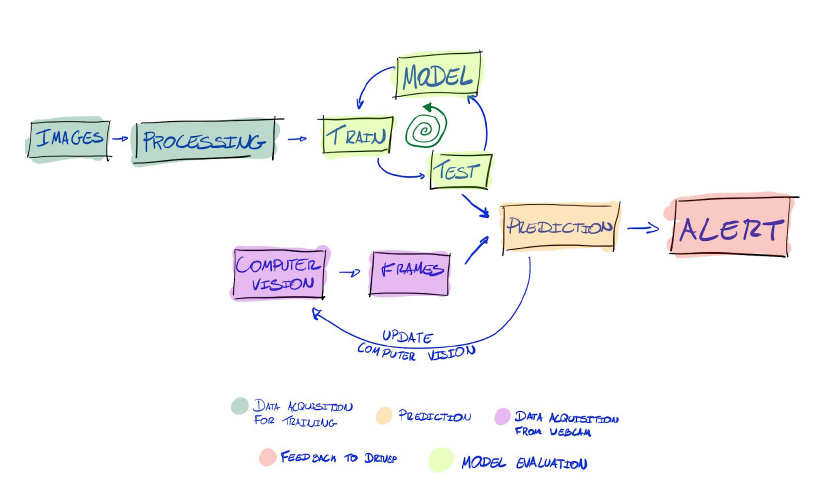 MODEL
IMAGES
PROCESSING
TRAIN
TEST
PREDICTION
ALERT
COMPUTER
VISION
FRAMES
UPDATE
COMPUTER VISION
DATA ACQUISITION
FOR TRAINING
PREDICTION
DATA ACQUISITION
FROM WEBCAM
FEEDBACK TO DRIVER
MODEL EVALUATION